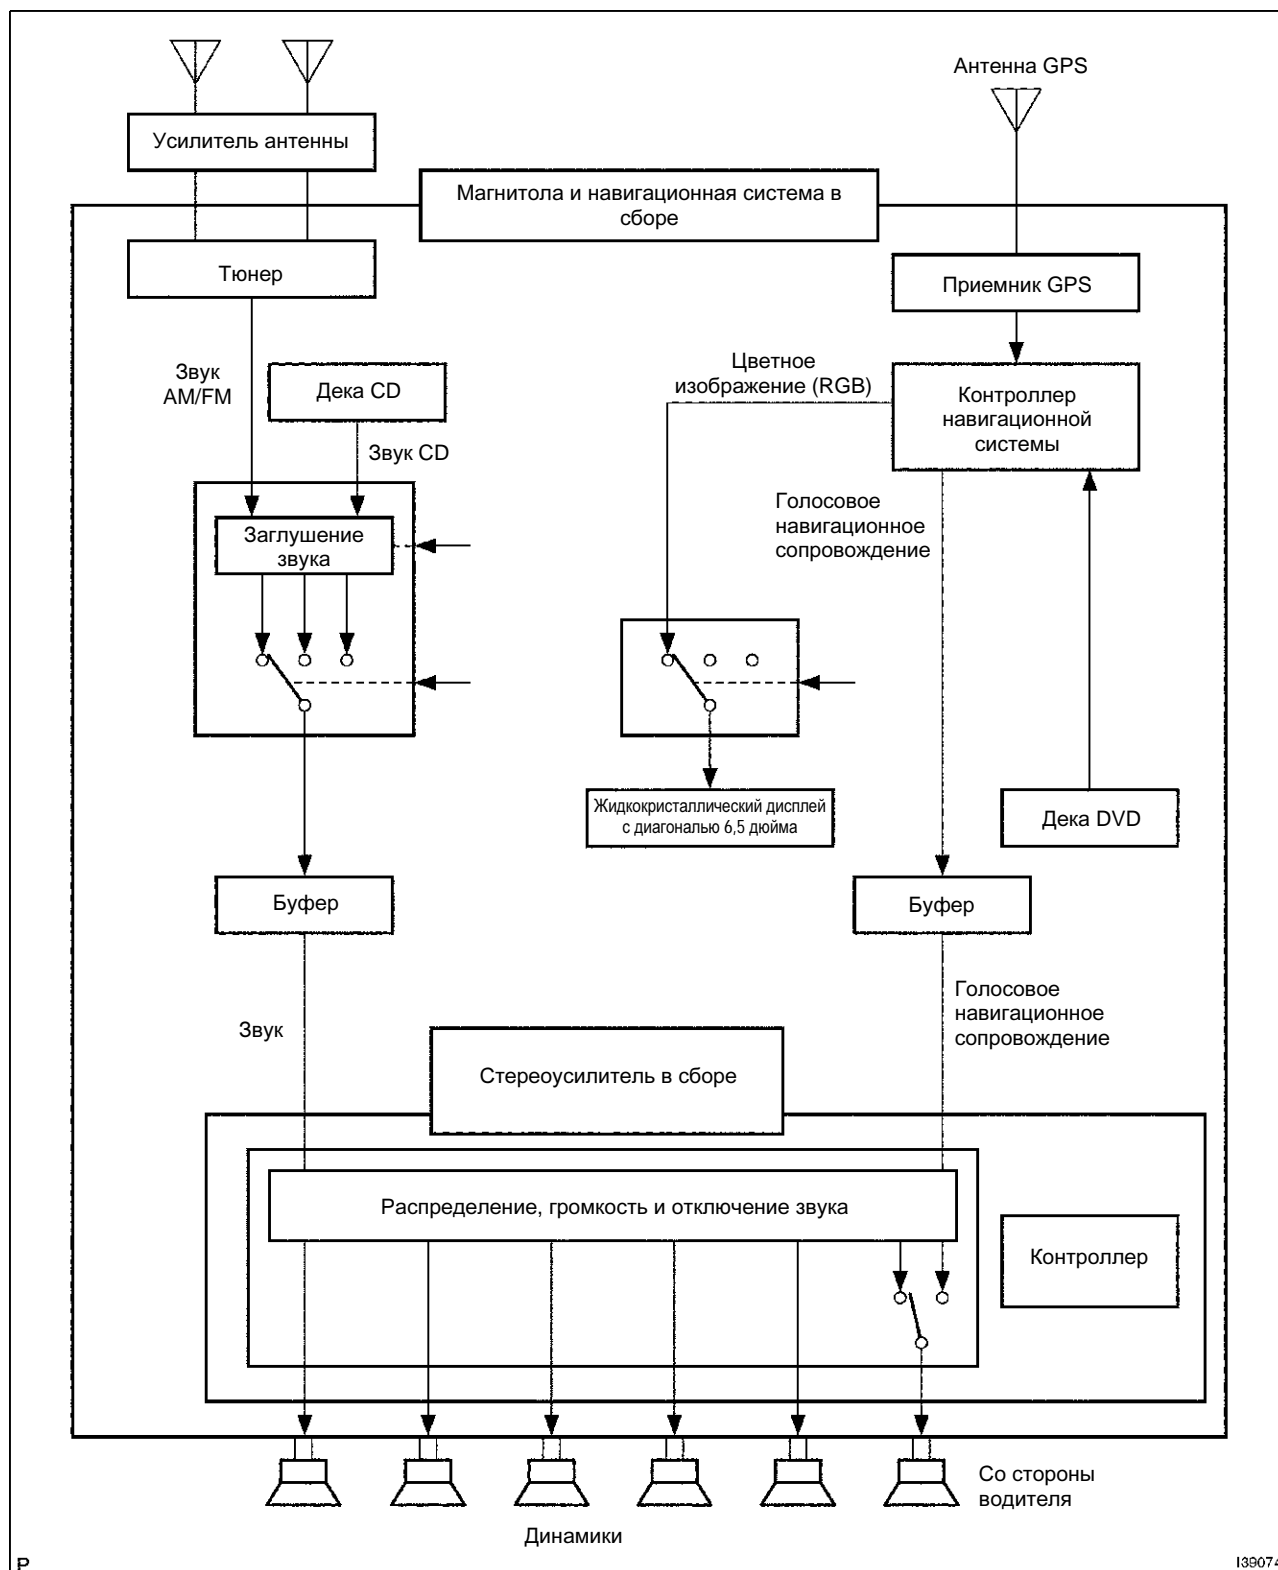 Антенна GPS
Усилитель антенны
Магнитола и навигационная система в
сборе
Тюнер
Приемник GPS
Звук
AM/FM
Дека CD
Цветное
изображение (RGB)
Контроллер
навигационной
системы
Звук CD
Голосовое
навигационное
сопровождение
Заглушение
звука
Жидкокристаллический дисплей
с диагональю 6,5 дюйма
Дека DVD
Буфер
Буфер
Звук
Голосовое
навигационное
сопровождение
Стереоусилитель в сборе
Распределение, громкость и отключение звука
Контроллер
Со стороны
водителя
Динамики
P
I39074